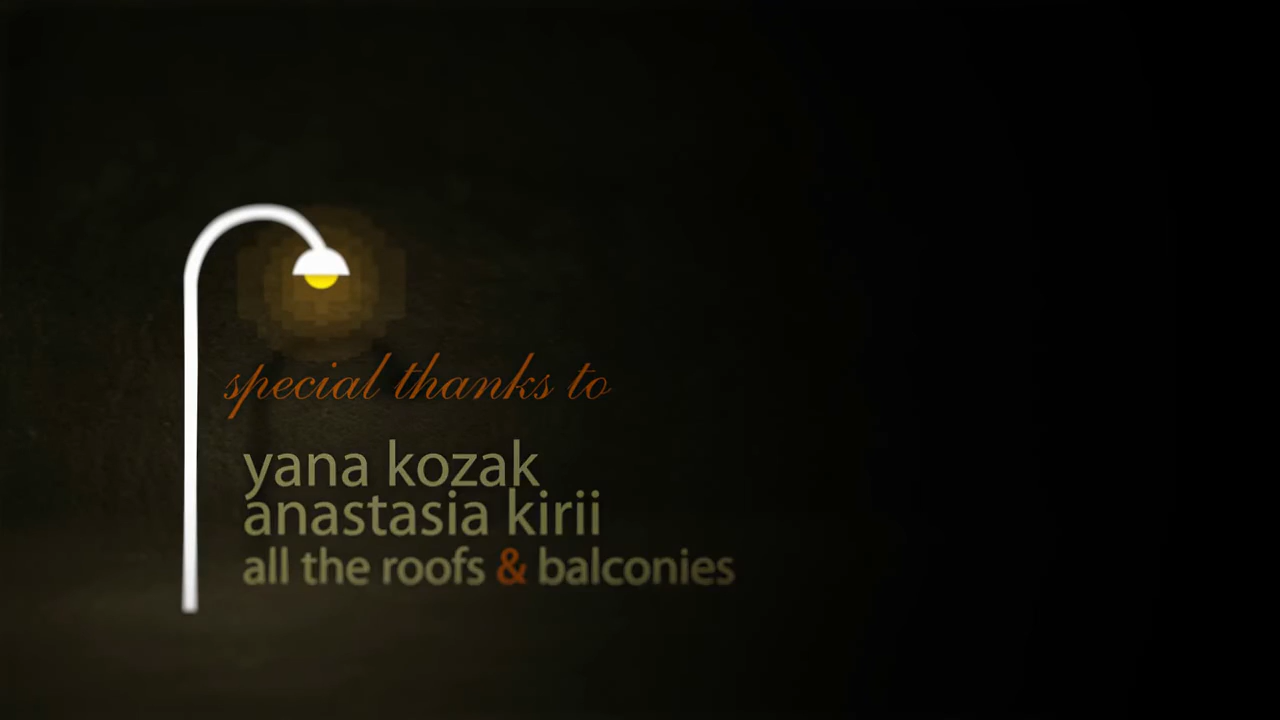 special thanks to
yana kozak
anastasia kirii
all the roofs & balconies